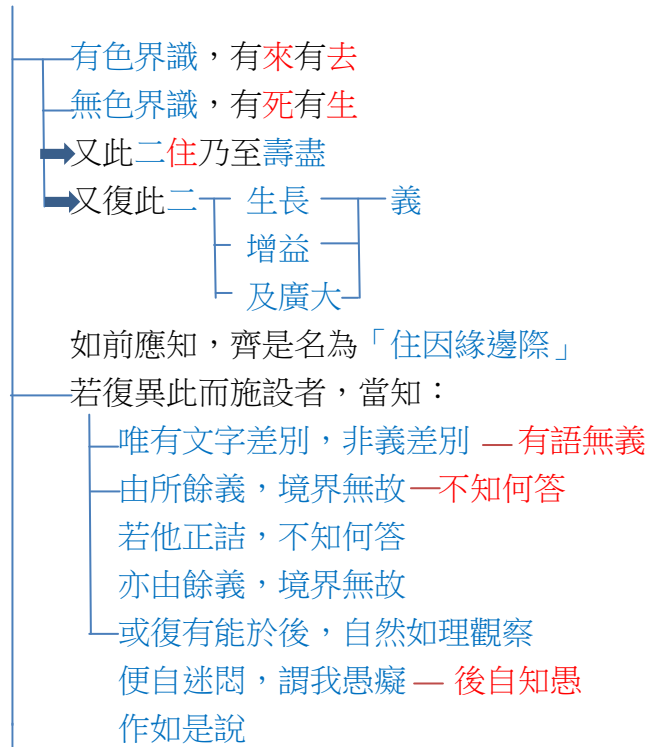 有色界識，有來有去
無色界識，有死有生
又此二住乃至壽盡
又復此二 生長 義
增益
及廣大
如前應知，齊是名為「住因緣邊際」
若復異此而施設者，當知：
唯有文字差別，非義差別 — 有語無義
由所餘義，境界無故—不知何答
若他正詰，不知何答
亦由餘義，境界無故
或復有能於後，自然如理觀察
便自迷悶，謂我愚癡 — 後自知愚
作如是說